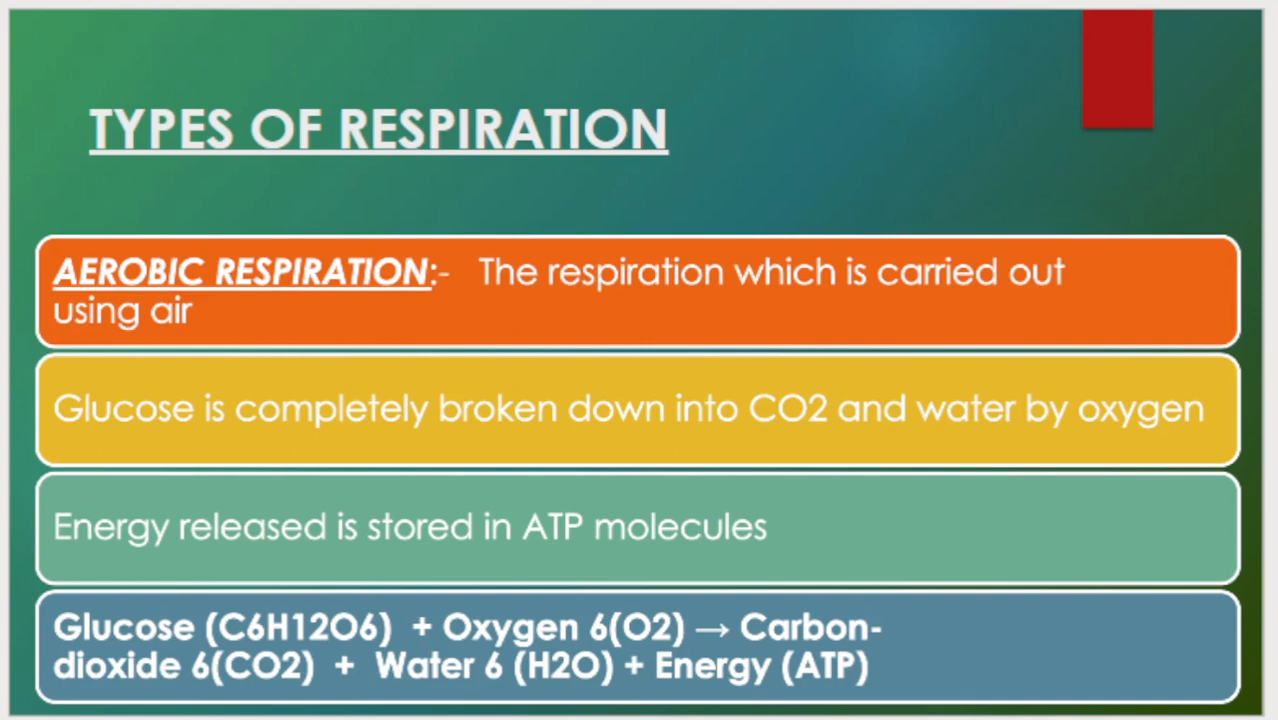 TYPES OF RESPIRATION
AEROBIC RESPIRATION:- The respiration which is carried out
using air
Glucose is completely broken down into CO2 and water by oxygen
Energy released is stored in ATP molecules
Glucose (C6H12O6) + Oxygen 6(O2) → Carbon-
dioxide 6(CO2) + Water 6 (H2O) + Energy (ATP)